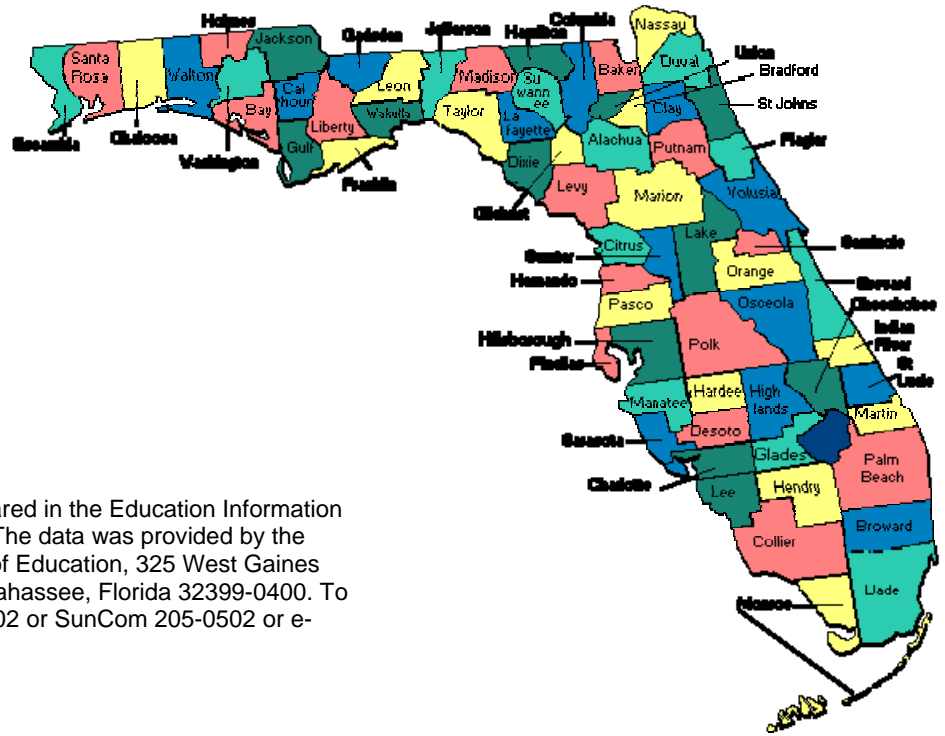 Nassau
Holmes
Columbia
Jackson
Gadsden
Jefferson
Hamilton
Santa
Rosa
Walton
Leon
Madison
Su
wann
ee
Baker
Duval
Union
Bradford
Cal
houn
Bay
Liberty
Wakulla
Taylor
La
fayette
Clay
St Johns
Escambia
Okaloosa
Washington
Gulf
Franklin
Dixie
Alachua
Putnam
Flagler
Gilchrist
Levy
Marion
Volusia
Citrus
Lake
Sumter
Seminole
Hernando
Orange
Brevard
Pasco
Osceola
Okeechobee
Hillsborough
Polk
Indian
River
Pinellas
St
Lucie
Manatee
Hardee
High
lands
Martin
Sarasota
Desoto
Glades
Palm
Beach
Charlotte
Lee
Hendry
Broward
Collier
Dade
Monroe
ared in the Education Information
The data was provided by the
of Education, 325 West Gaines
ahassee, Florida 32399-0400. To
02 or SunCom 205-0502 or e-